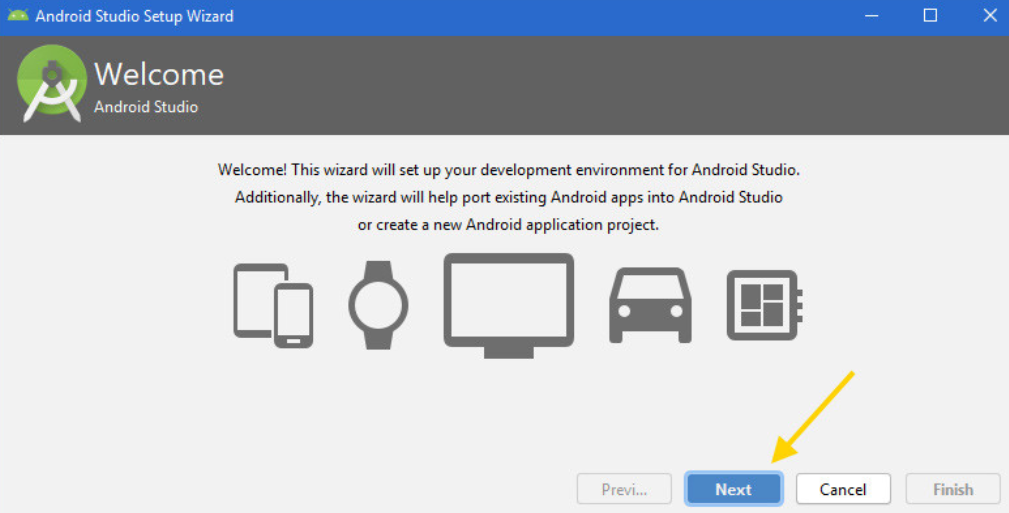 Android Studio Setup Wizard
Welcome
Android Studio
Welcome! This wizard will set up your development environment for Android Studio.
Additionally, the wizard will help port existing Android apps into Android Studio
or create a new Android application project.
Previ... Next Cancel Finish